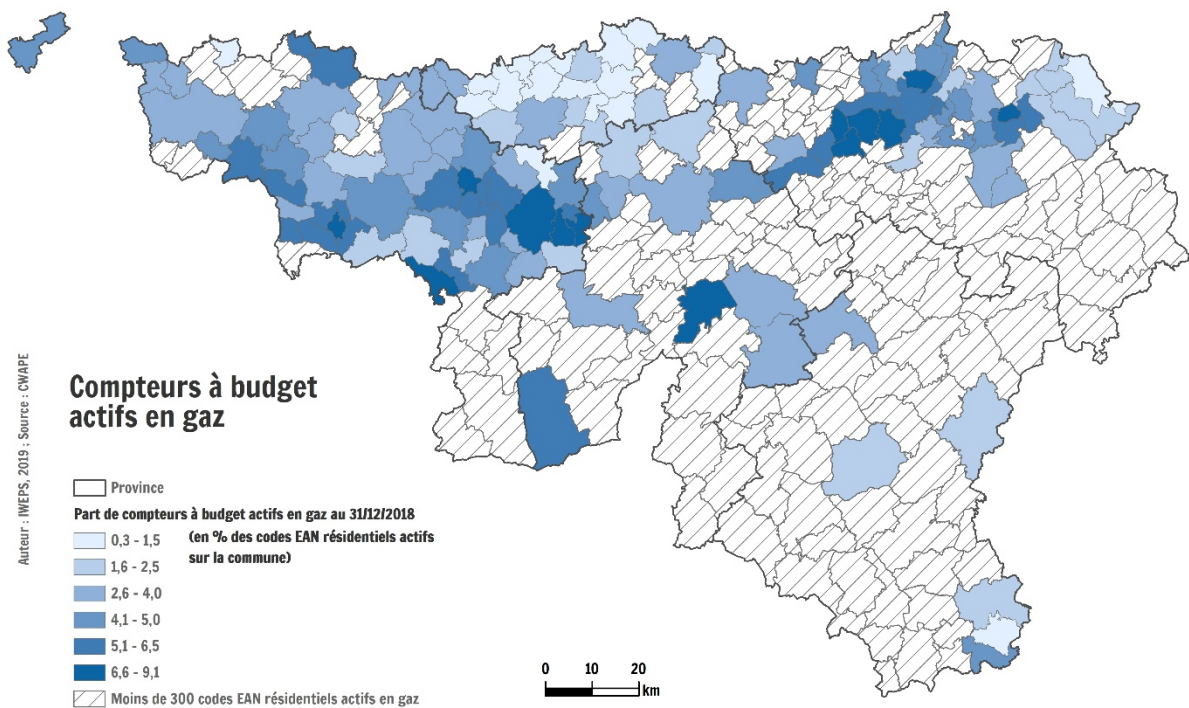 Compteurs à budget
actifs en gaz
Province
Part de compteurs à budget actifs en gaz au 31/12/2018
(en % des codes EAN résidentiels actifs
sur la commune)
0,3 - 1,5
1,6 - 2,5
2,6 - 4,0
4,1 - 5,0
5,1 - 6,5
6,6 - 9,1
Moins de 300 codes EAN résidentiels actifs en gaz
0 10 20
km
Auteur : IWEPS, 2019 ; Source : CWAPE